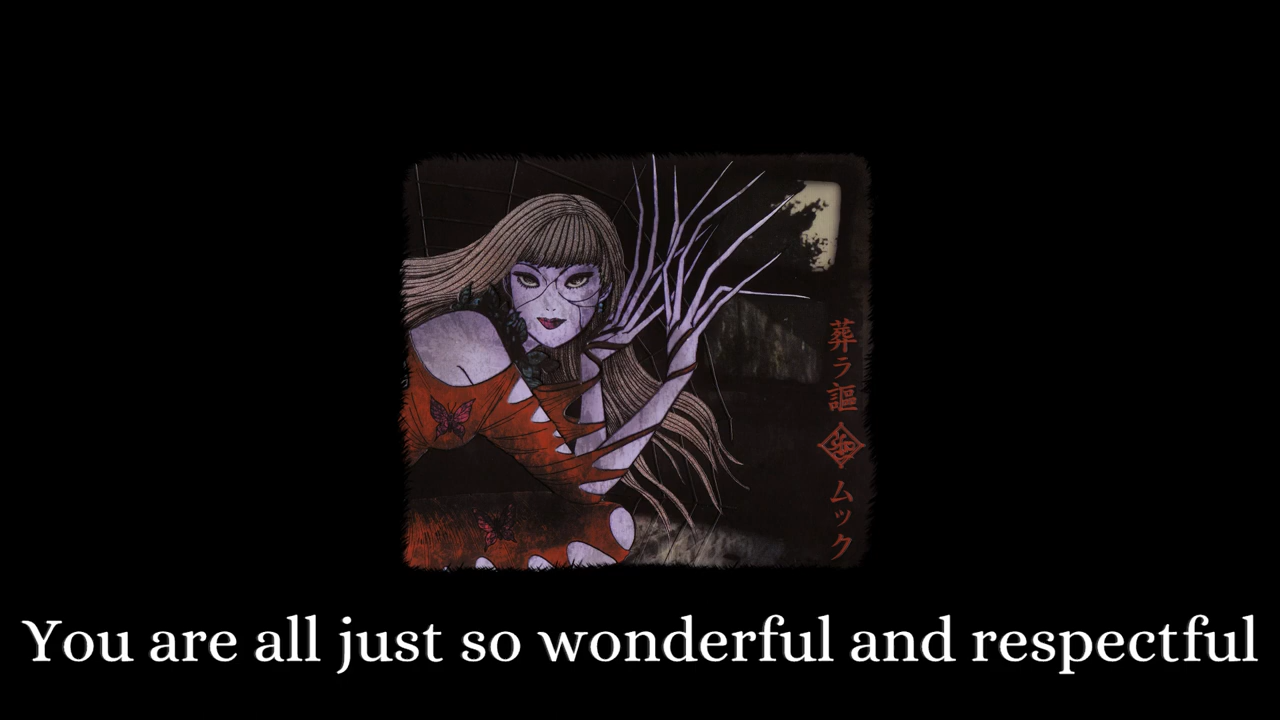 葬ラ謳
ムック
You are all just so wonderful and respectful